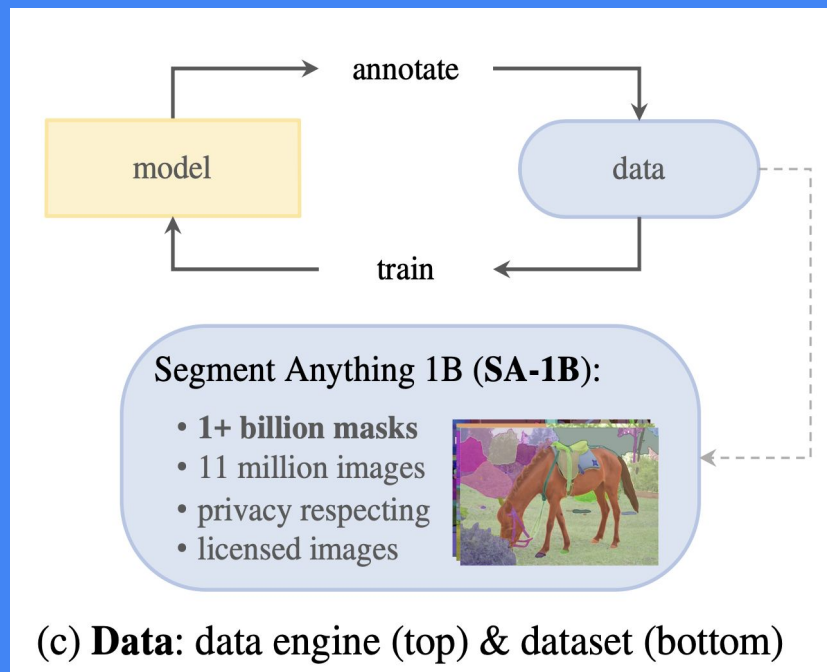 annotate
model
data
train
Segment Anything 1B (SA-1B):
• 1+ billion masks
• 11 million images
• privacy respecting
• licensed images
(c) Data: data engine (top) & dataset (bottom)